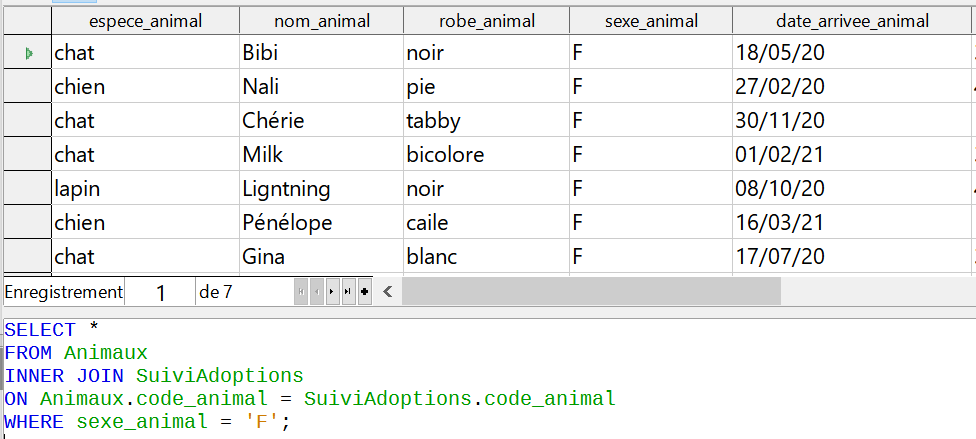 espece_animal nom_animal robe_animal sexe_animal date_arrivee_animal
chat Bibi noir F 18/05/20
chien Nali pie F 27/02/20
chat Chérie tabby F 30/11/20
chat Milk bicolore F 01/02/21
lapin Ligntning noir F 08/10/20
chien Pénélope caile F 16/03/21
chat Gina blanc F 17/07/20
Enregistrement 1 de 7
SELECT *
FROM Animaux
INNER JOIN SuiviAdoptions
ON Animaux.code_animal = SuiviAdoptions.code_animal
WHERE sexe_animal = 'F';